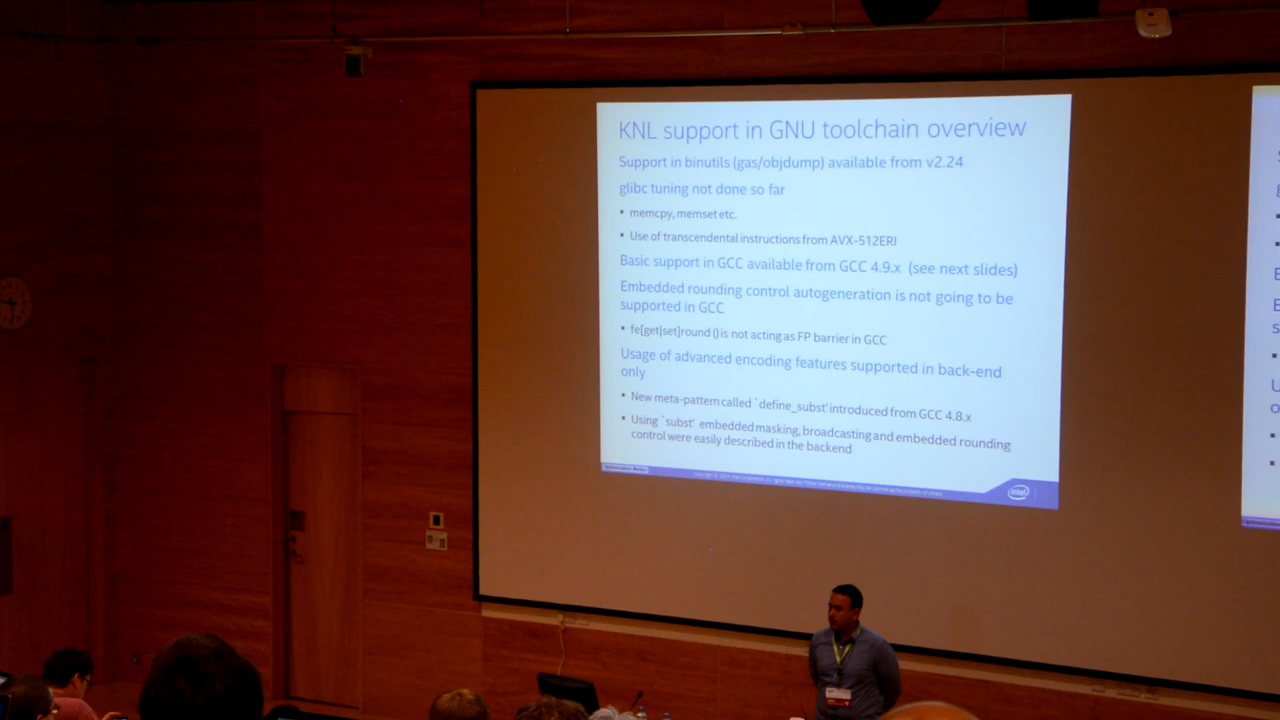 KNL support in GNU toolchain overview
Support in binutils (gas/objdump) available from v2.24
glibc tuning not done so far
• memcpy, memset etc.
• Use of transcendental instructions from AVX-512ERI
Basic support in GCC available from GCC 4.9.x (see next slides)
Embedded rounding control autogeneration is not going to be
supported in GCC
• fe[get|set]round () is not acting as FP barrier in GCC
Usage of advanced encoding features supported in back-end
only
• New meta-pattern called `define_subst' introduced from GCC 4.8.x
• Using `subst' embedded masking, broadcasting and embedded rounding
control were easily described in the backend
Optimization Notice
intel